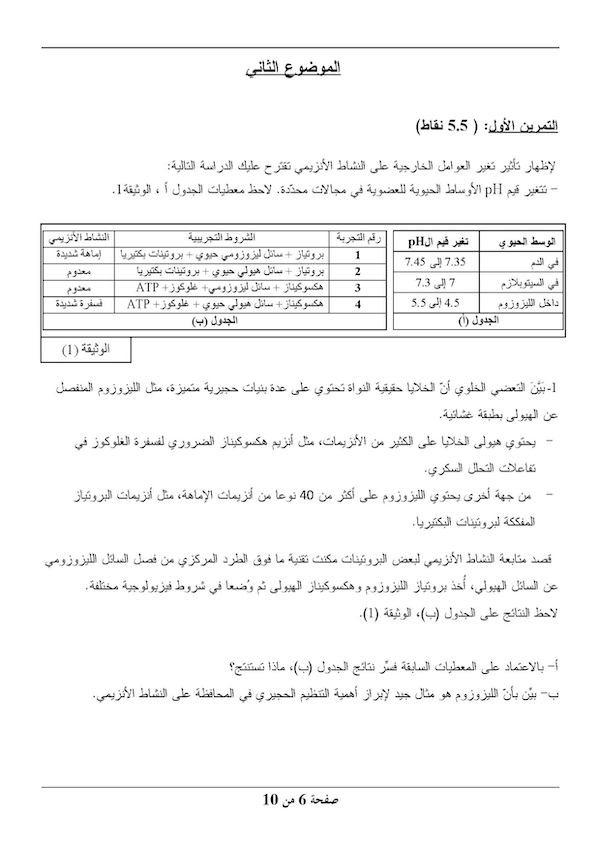 الموضوع الثاني
التمرين الأول: ( 5.5 نقاط)
لإظهار تأثير تغير العوامل الخارجية على النشاط الأنزيمي تقترح عليك الدراسة التالية:
– تتغير قيم pH الأوساط الحيوية للعضوية في مجالات محدّدة. لاحظ معطيات الجدول أ ، الوثيقة1.
الوسط الحيوي تغير قيم الـpH
في الدم 7.35 إلى 7.45
في السيتوبلازم 7 إلى 7.3
داخل الليزوزوم 4.5 إلى 5.5
الجدول (أ)
رقم التجربة الشروط التجريبية النشاط الأنزيمي
1 بروتياز + سائل ليزوزومي حيوي + بروتينات بكتيريا إماهة شديدة
2 بروتياز + سائل هيولي حيوي + بروتينات بكتيريا معدوم
3 هكسوكيناز + سائل ليزوزومي+ غلوكوز+ ATP معدوم
4 هكسوكيناز+ سائل هيولي حيوي + غلوكوز+ ATP فسفرة شديدة
الجدول (ب)
الوثيقة (1)
1- بَيَّنَ التعضي الخلوي أنّ الخلايا حقيقية النواة تحتوي على عدة بنيات حجيرية متميزة، مثل الليزوزوم المنفصل
عن الهيولى بطبقة غشائية.
– يحتوي هيولى الخلايا على الكثير من الأنزيمات، مثل أنزيم هكسوكيناز الضروري لفسفرة الغلوكوز في
تفاعلات التحلل السكري.
– من جهة أخرى يحتوي الليزوزوم على أكثر من 40 نوعا من أنزيمات الإماهة، مثل أنزيمات البروتياز
المفككة لبروتينات البكتيريا.
قصد متابعة النشاط الأنزيمي لبعض البروتينات مكنت تقنية ما فوق الطرد المركزي من فصل السائل الليزوزومي
عن السائل الهيولي، أُخذ بروتياز الليزوزوم وهكسوكيناز الهيولى ثم وُضعا في شروط فيزيولوجية مختلفة.
لاحظ النتائج على الجدول (ب)، الوثيقة (1).
أ- بالاعتماد على المعطيات السابقة فسِّر نتائج الجدول (ب)، ماذا تستنتج؟
ب- بيِّن بأنّ الليزوزوم هو مثال جيد لإبراز أهمية التنظيم الحجيري في المحافظة على النشاط الأنزيمي.
صفحة 6 من 10